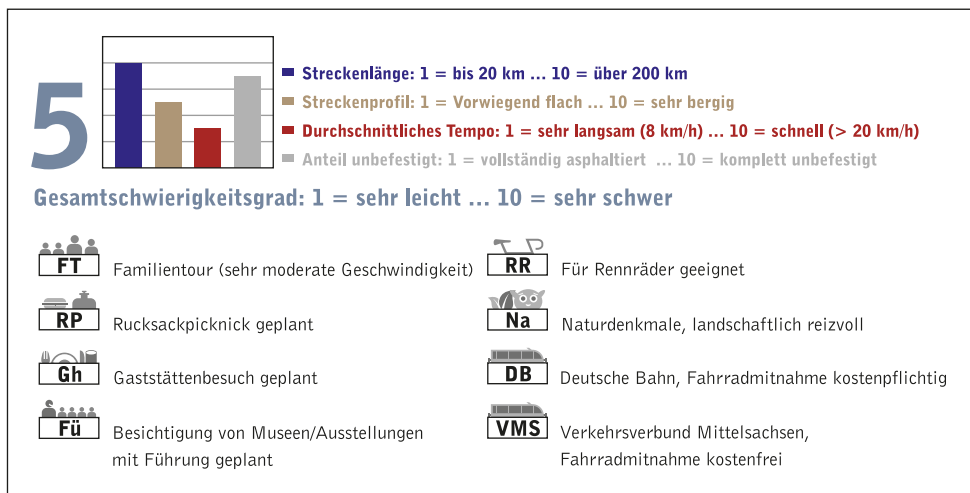 5
Streckenlänge: 1 = bis 20 km ... 10 = über 200 km
Streckenprofil: 1 = Vorwiegend flach ... 10 = sehr bergig
Durchschnittliches Tempo: 1 = sehr langsam (8 km/h) ... 10 = schnell (> 20 km/h)
Anteil unbefestigt: 1 = vollständig asphaltiert ... 10 = komplett unbefestigt
Gesamtschwierigkeitsgrad: 1 = sehr leicht ... 10 = sehr schwer
FT Familientour (sehr moderate Geschwindigkeit)
RP Rucksackpicknick geplant
Gh Gaststättenbesuch geplant
Fü Besichtigung von Museen/Ausstellungen
mit Führung geplant
RR Für Rennräder geeignet
Na Naturdenkmale, landschaftlich reizvoll
DB Deutsche Bahn, Fahrradmitnahme kostenpflichtig
VMS Verkehrsverbund Mittelsachsen,
Fahrradmitnahme kostenfrei